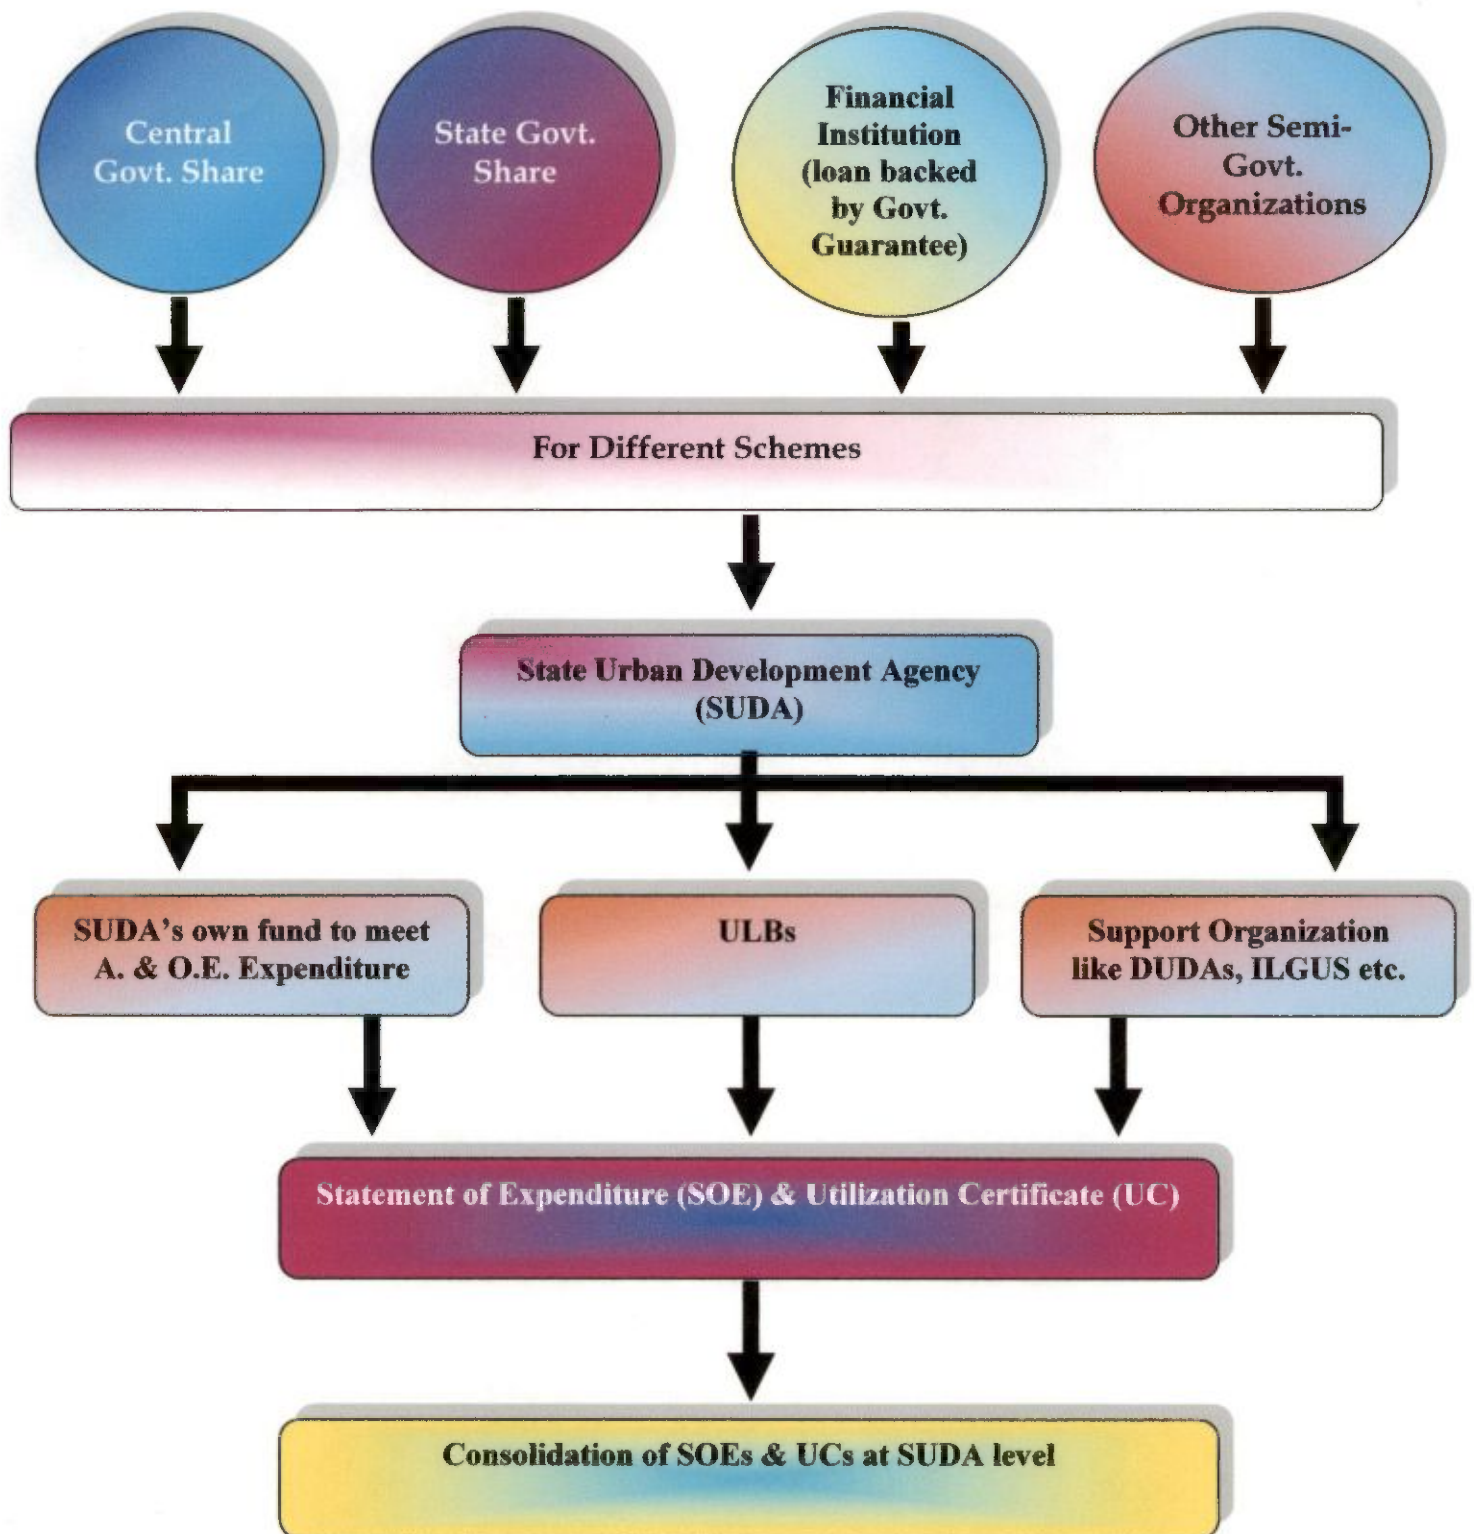 Central
Govt. Share
State Govt.
Share
Financial
Institution
(loan backed
by Govt.
Guarantee)
Other Semi-
Govt.
Organizations
For Different Schemes
State Urban Development Agency
(SUDA)
SUDA's own fund to meet
A. & O.E. Expenditure
ULBs
Support Organization
like DUDAs, ILGUS etc.
Statement of Expenditure (SOE) & Utilization Certificate (UC)
Consolidation of SOEs & UCs at SUDA level